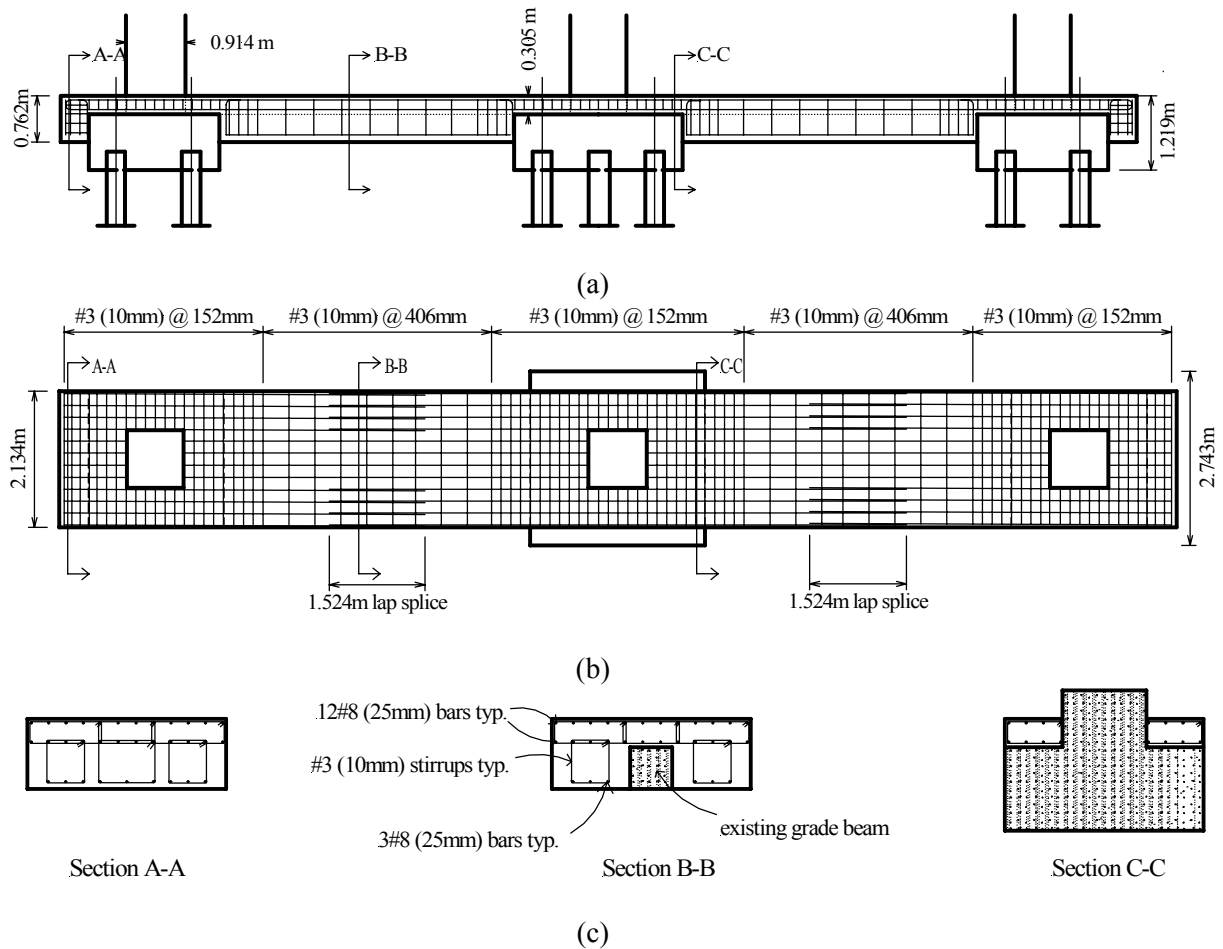 A-A
0.914 m
B-B
0.305 m
C-C
0.762m
1.219m
(a)
#3 (10mm) @ 152mm
#3 (10mm) @ 406mm
#3 (10mm) @ 152mm
#3 (10mm) @ 406mm
#3 (10mm) @ 152mm
A-A
B-B
C-C
2.134m
2.743m
1.524m lap splice
1.524m lap splice
(b)
12#8 (25mm) bars typ.
#3 (10mm) stirrups typ.
3#8 (25mm) bars typ.
existing grade beam
Section A-A
Section B-B
Section C-C
(c)